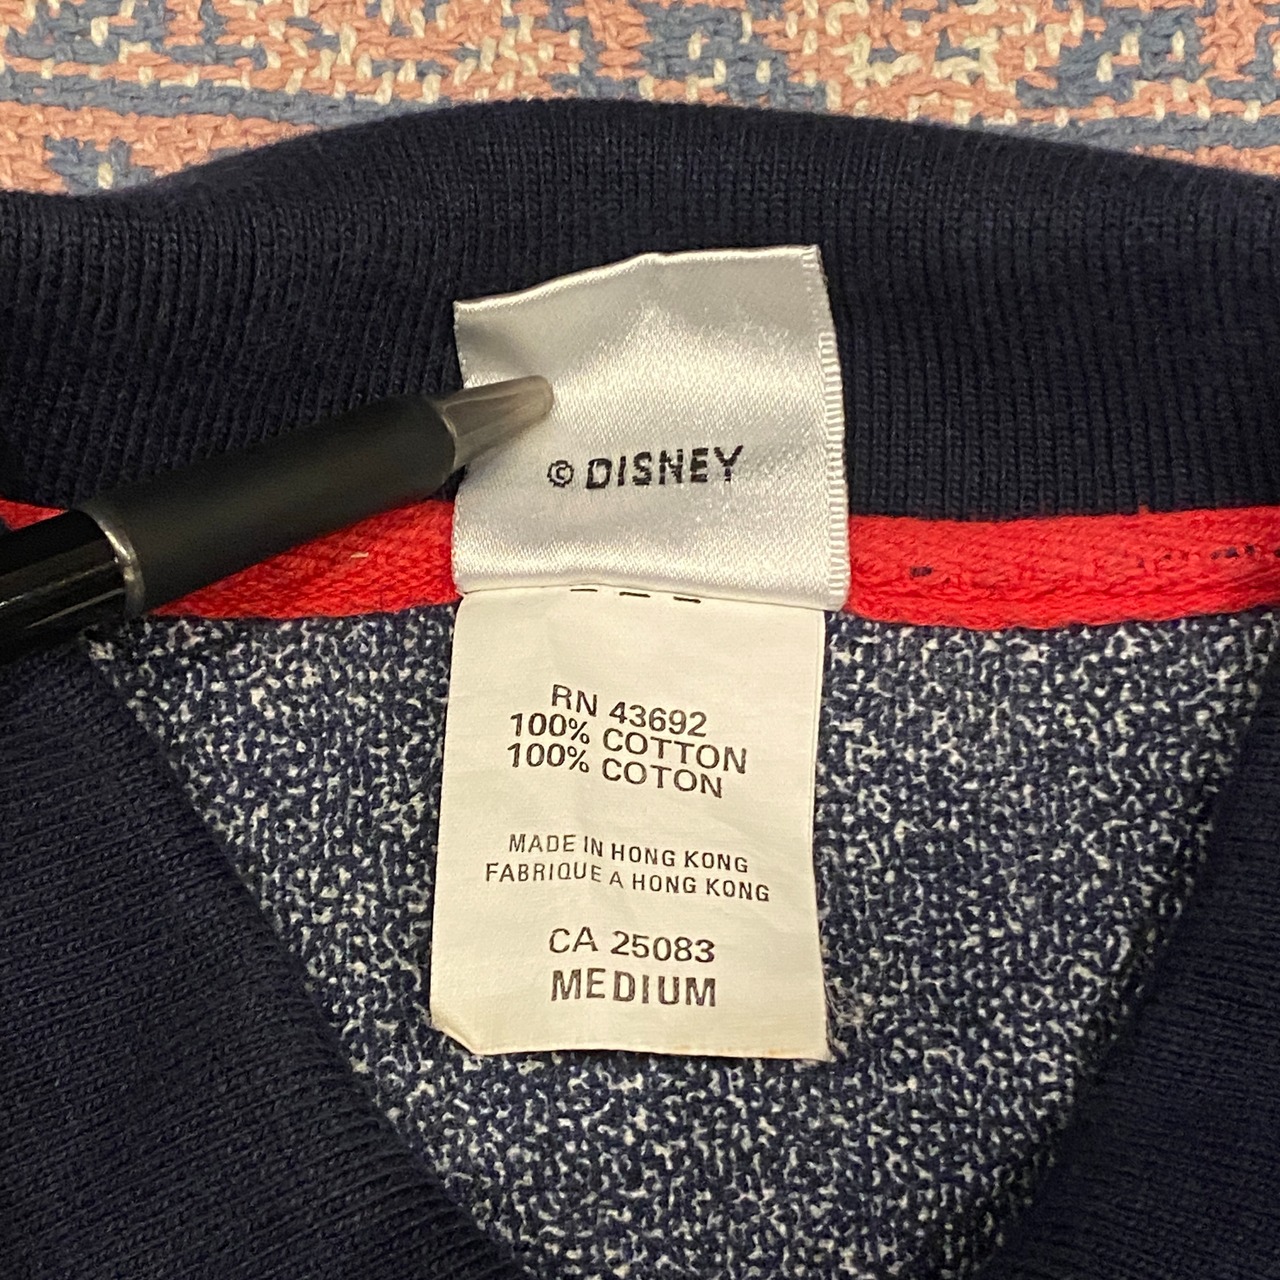 © DISNEY
RN 43692
100% COTTON
100% COTON
MADE IN HONG KONG
FABRIQUE A HONG KONG
CA 25083
MEDIUM